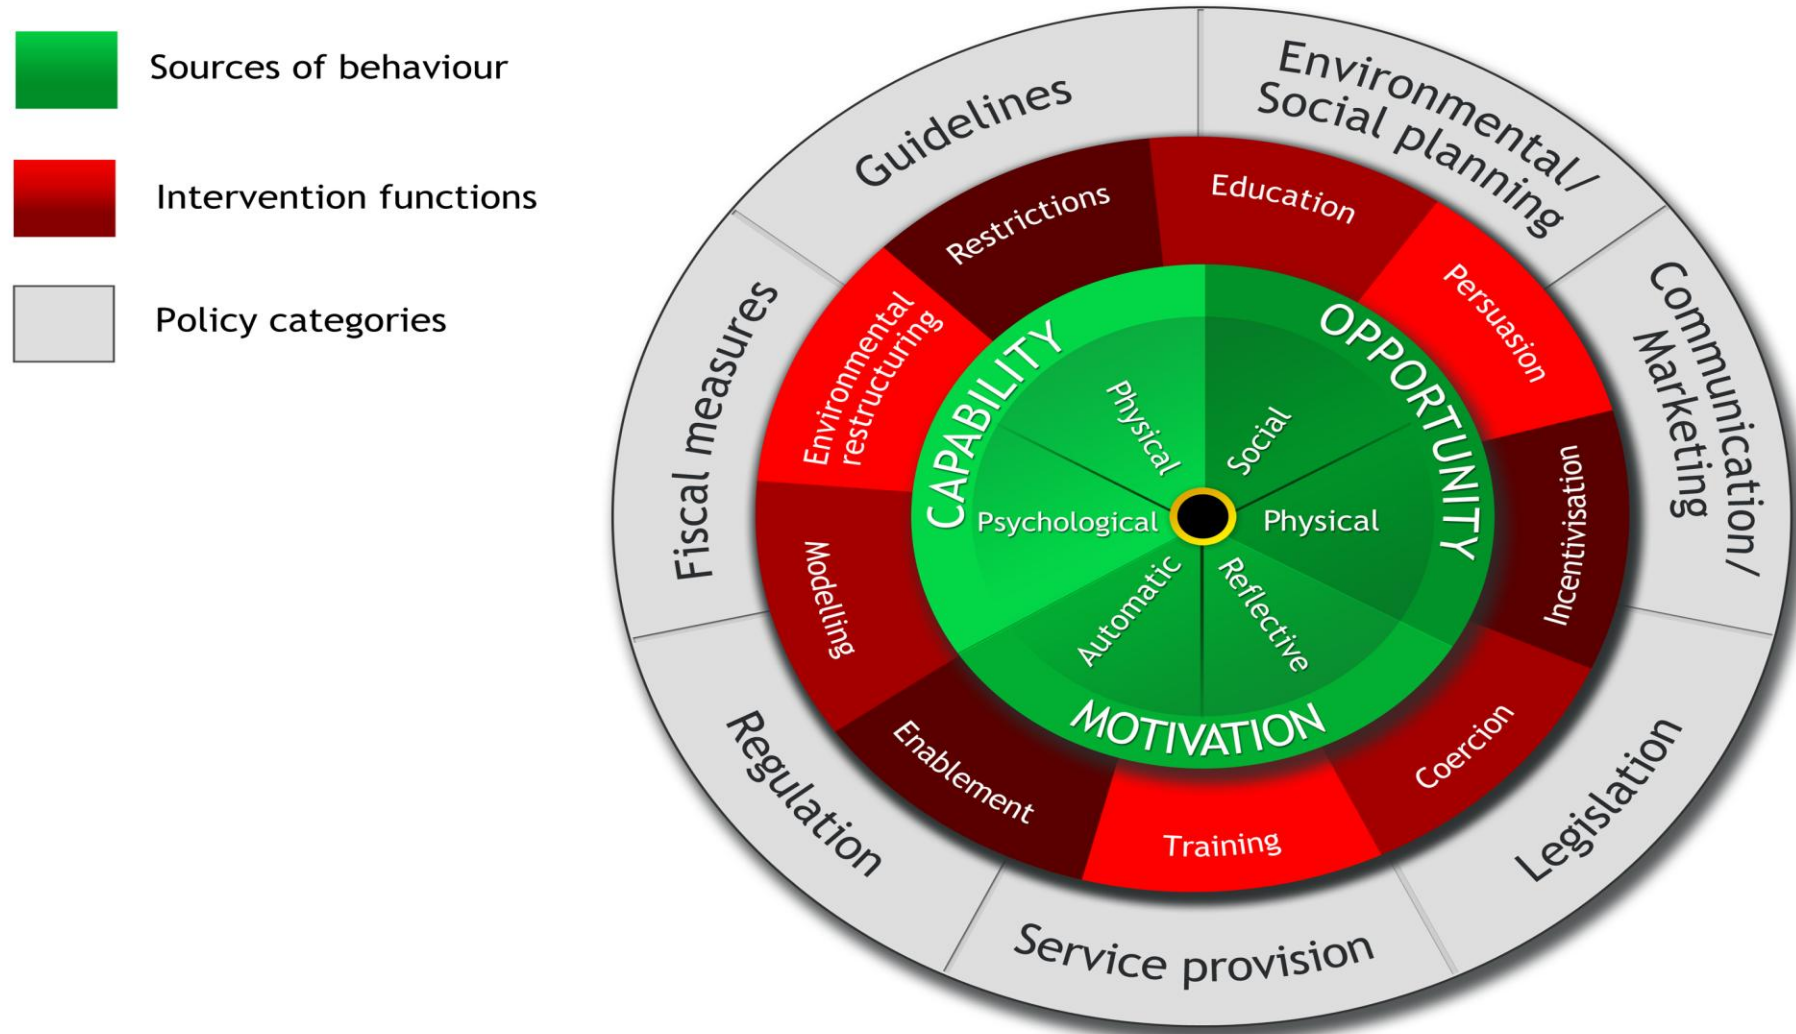 Sources of behaviour
Intervention functions
Policy categories
Guidelines
Environmental/
Social planning
Communication/
Marketing
Legislation
Service provision
Regulation
Fiscal measures
Restrictions
Education
Persuasion
Incentivisation
Coercion
Training
Enablement
Modelling
Environmental
restructuring
CAPABILITY
OPPORTUNITY
MOTIVATION
Physical
Social
Physical
Reflective
Automatic
Psychological